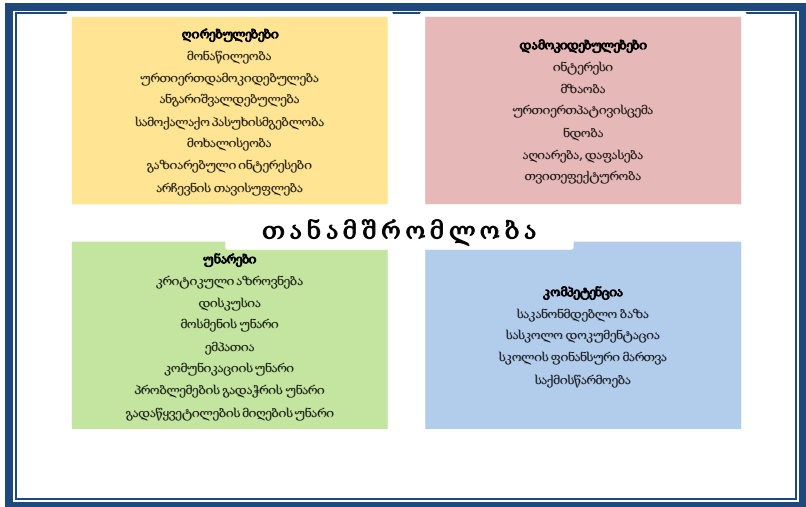 ღირებულებები
მონაწილეობა
ურთიერთდამოკიდებულება
ანგარიშვალდებულება
სამოქალაქო პასუხისმგებლობა
მოხალისეობა
გაზიარებული ინტერესები
არჩევნის თავისუფლება
დამოკიდებულებები
ინტერესი
მზაობა
ურთიერთპატივისცემა
ნდობა
აღიარება, დაფასება
თვითეფექტურობა
თანამშრომლობა
უნარები
კრიტიკული აზროვნება
დისკუსია
მოსმენის უნარი
ემპათია
კომუნიკაციის უნარი
პრობლემების გადაჭრის უნარი
გადაწყვეტილების მიღების უნარი
კომპეტენცია
საკანონმდებლო ბაზა
სასკოლო დოკუმენტაცია
სკოლის ფინანსური მართვა
საქმისწარმოება